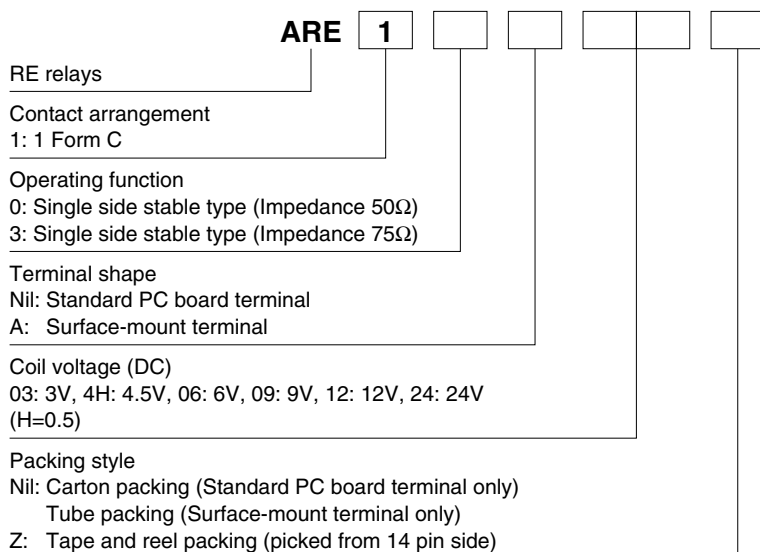 ARE 1
RE relays
Contact arrangement
1: 1 Form C
Operating function
0: Single side stable type (Impedance 50Ω)
3: Single side stable type (Impedance 75Ω)
Terminal shape
Nil: Standard PC board terminal
A: Surface-mount terminal
Coil voltage (DC)
03: 3V, 4H: 4.5V, 06: 6V, 09: 9V, 12: 12V, 24: 24V
(H=0.5)
Packing style
Nil: Carton packing (Standard PC board terminal only)
Tube packing (Surface-mount terminal only)
Z: Tape and reel packing (picked from 14 pin side)